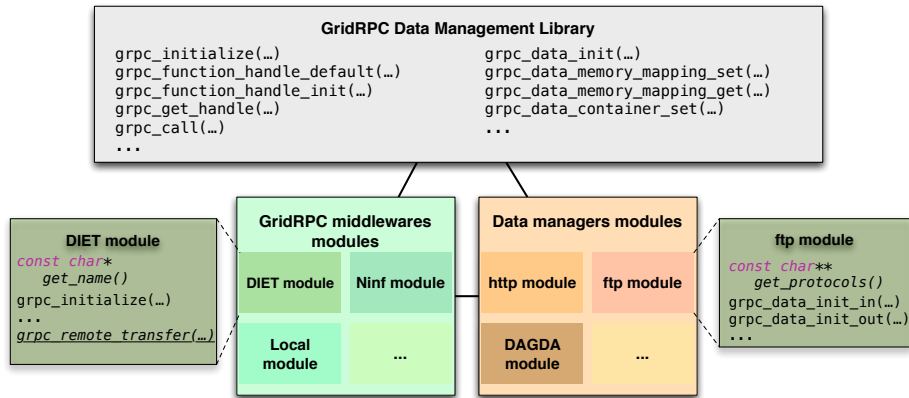 GridRPC Data Management Library
grpc_initialize(…)
grpc_function_handle_default(…)
grpc_function_handle_init(…)
grpc_get_handle(…)
grpc_call(…)
...
grpc_data_init(…)
grpc_data_memory_mapping_set(…)
grpc_data_memory_mapping_get(…)
grpc_data_container_set(…)
...
DIET module
const char*
get_name()
grpc_initialize(…)
...
grpc_remote_transfer(…)
GridRPC middlewares
modules
DIET module
Ninf module
Local
module
...
Data managers modules
http module
ftp module
DAGDA
module
...
ftp module
const char**
get_protocols()
grpc_data_init_in(…)
grpc_data_init_out(…)
...